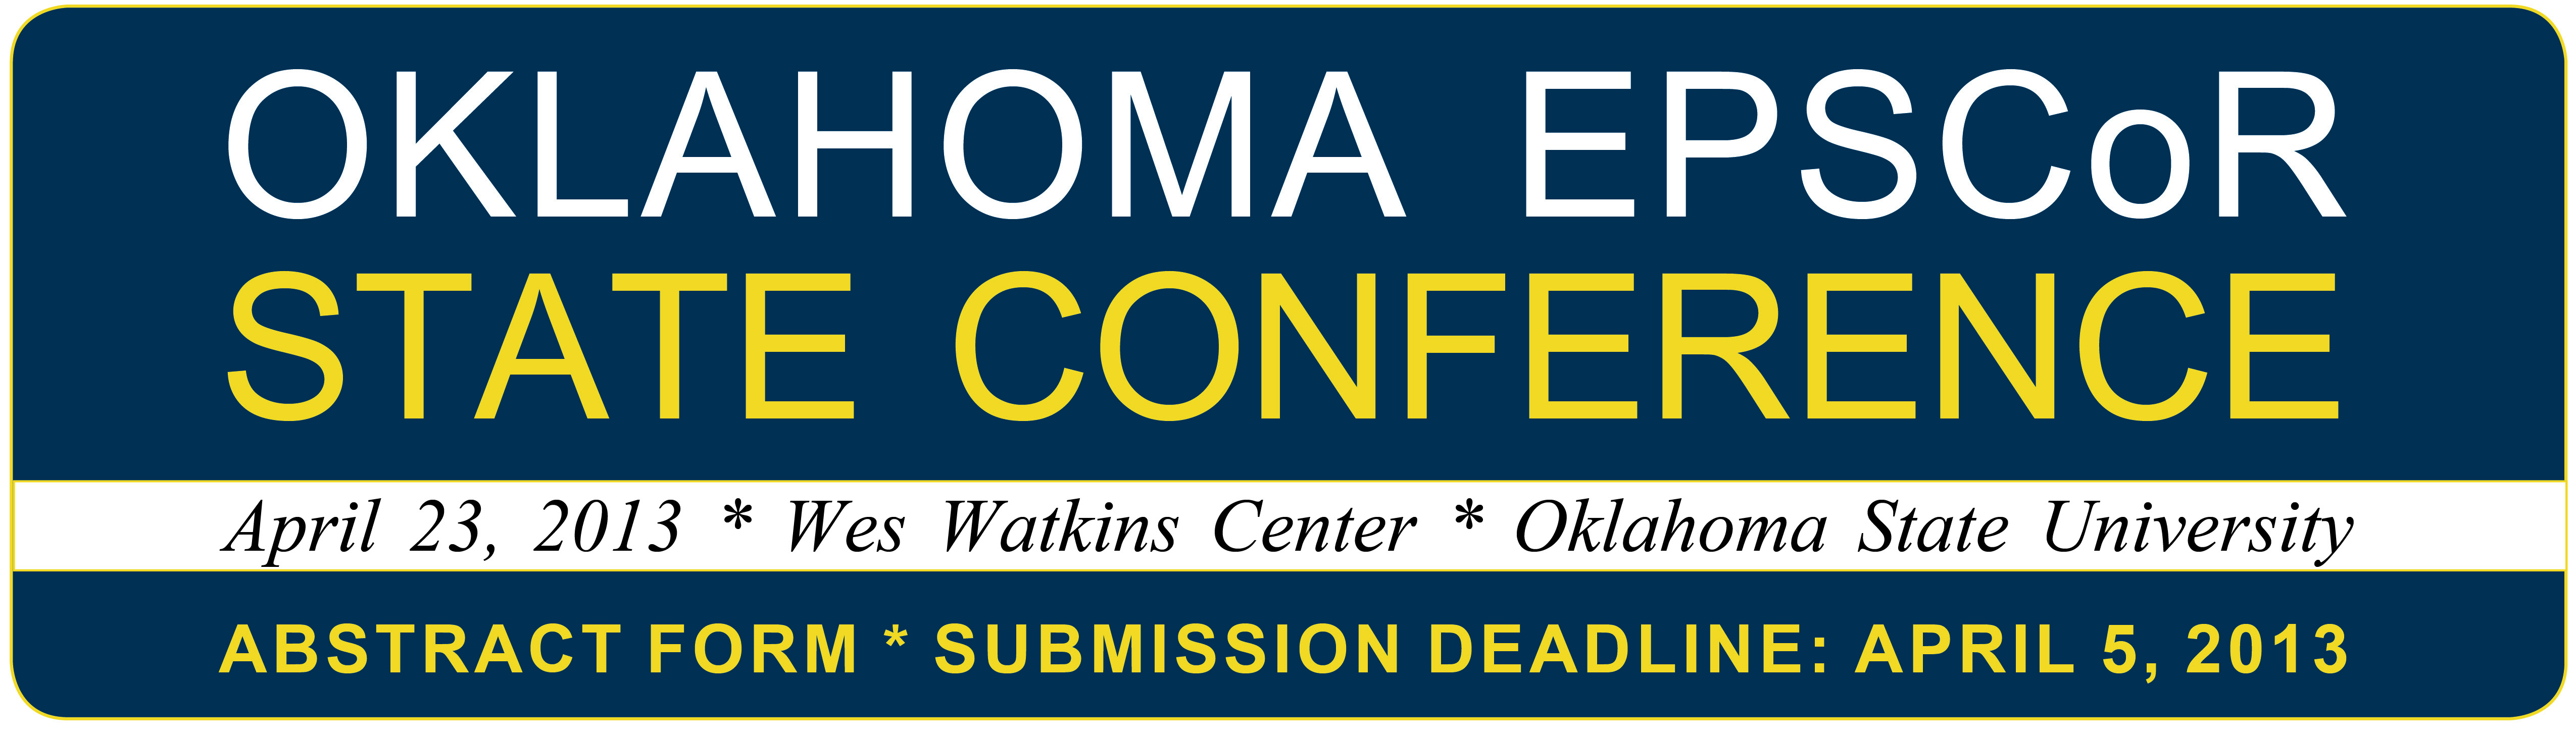 OKLAHOMA EPSCoR
STATE CONFERENCE
April 23, 2013 * Wes Watkins Center * Oklahoma State University
ABSTRACT FORM * SUBMISSION DEADLINE: APRIL 5, 2013